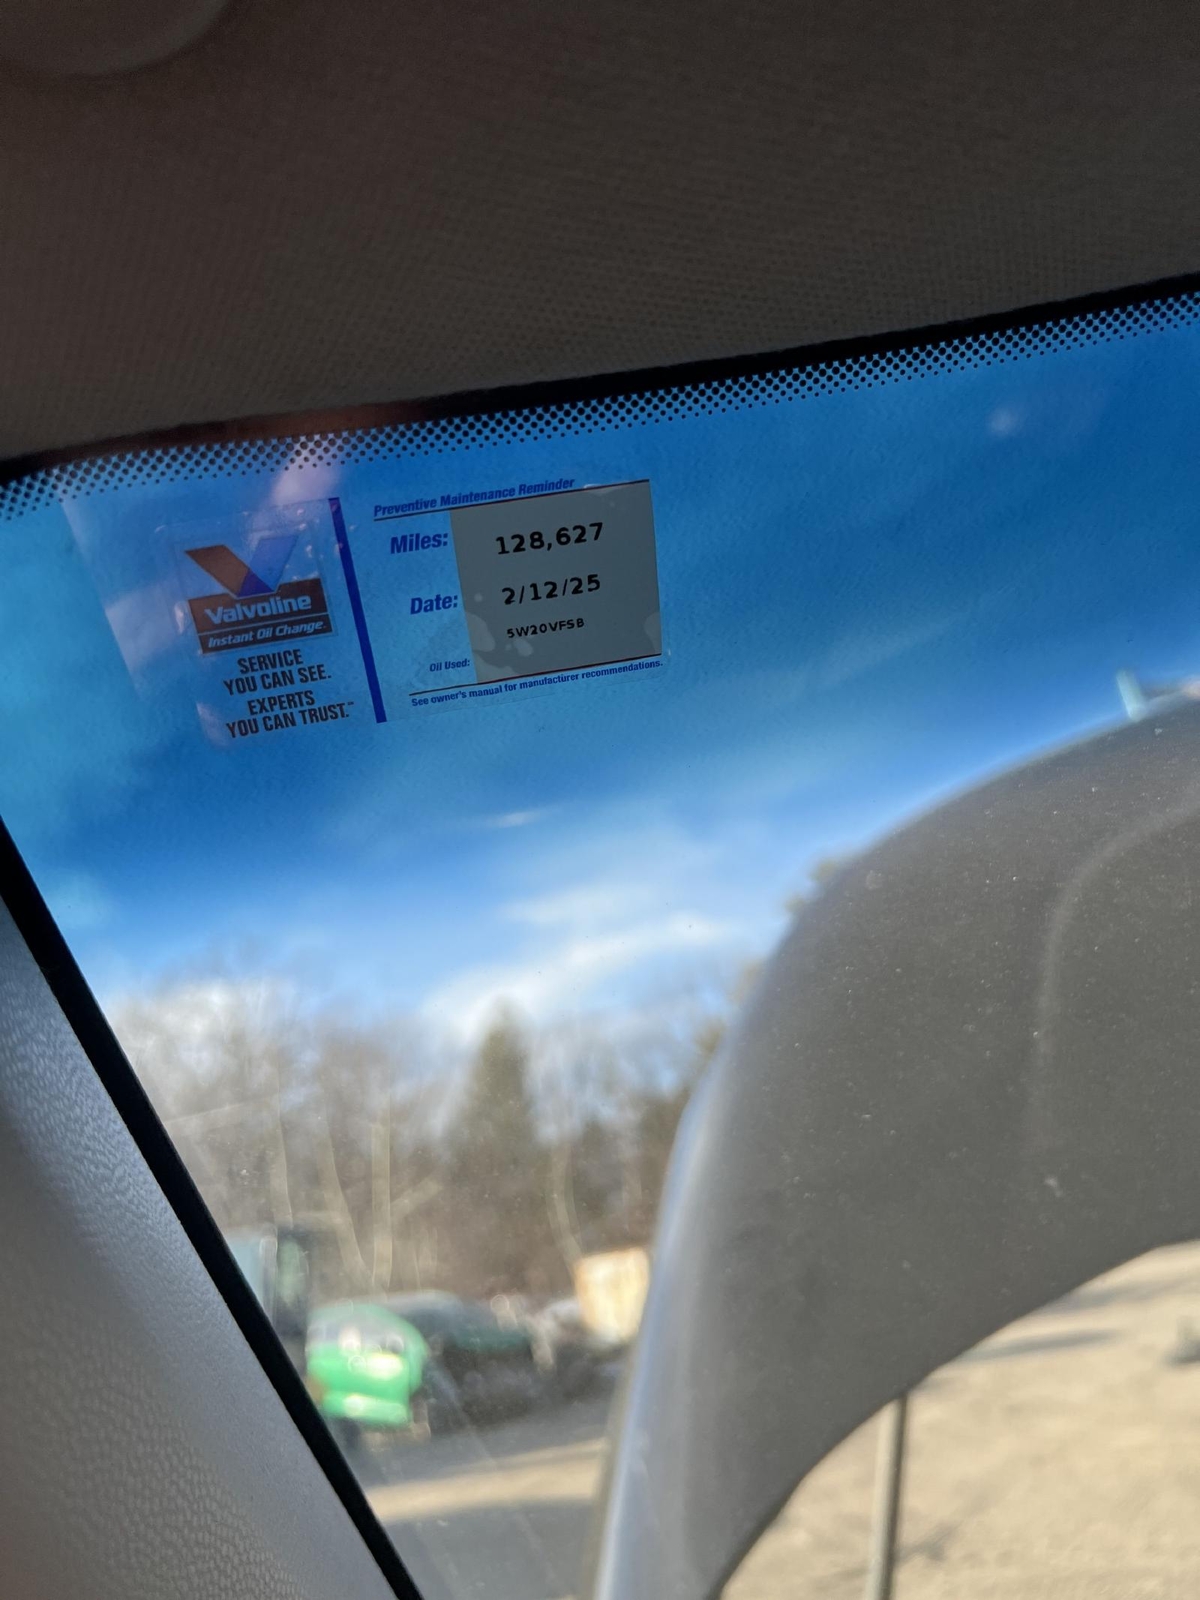 Valvoline
Instant Oil Change.
SERVICE
YOU CAN SEE.
EXPERTS
YOU CAN TRUST.™
Preventive Maintenance Reminder
Miles: 128,627
Date: 2/12/25
5W20VFSB
Oil Used:
See owner's manual for manufacturer recommendations.